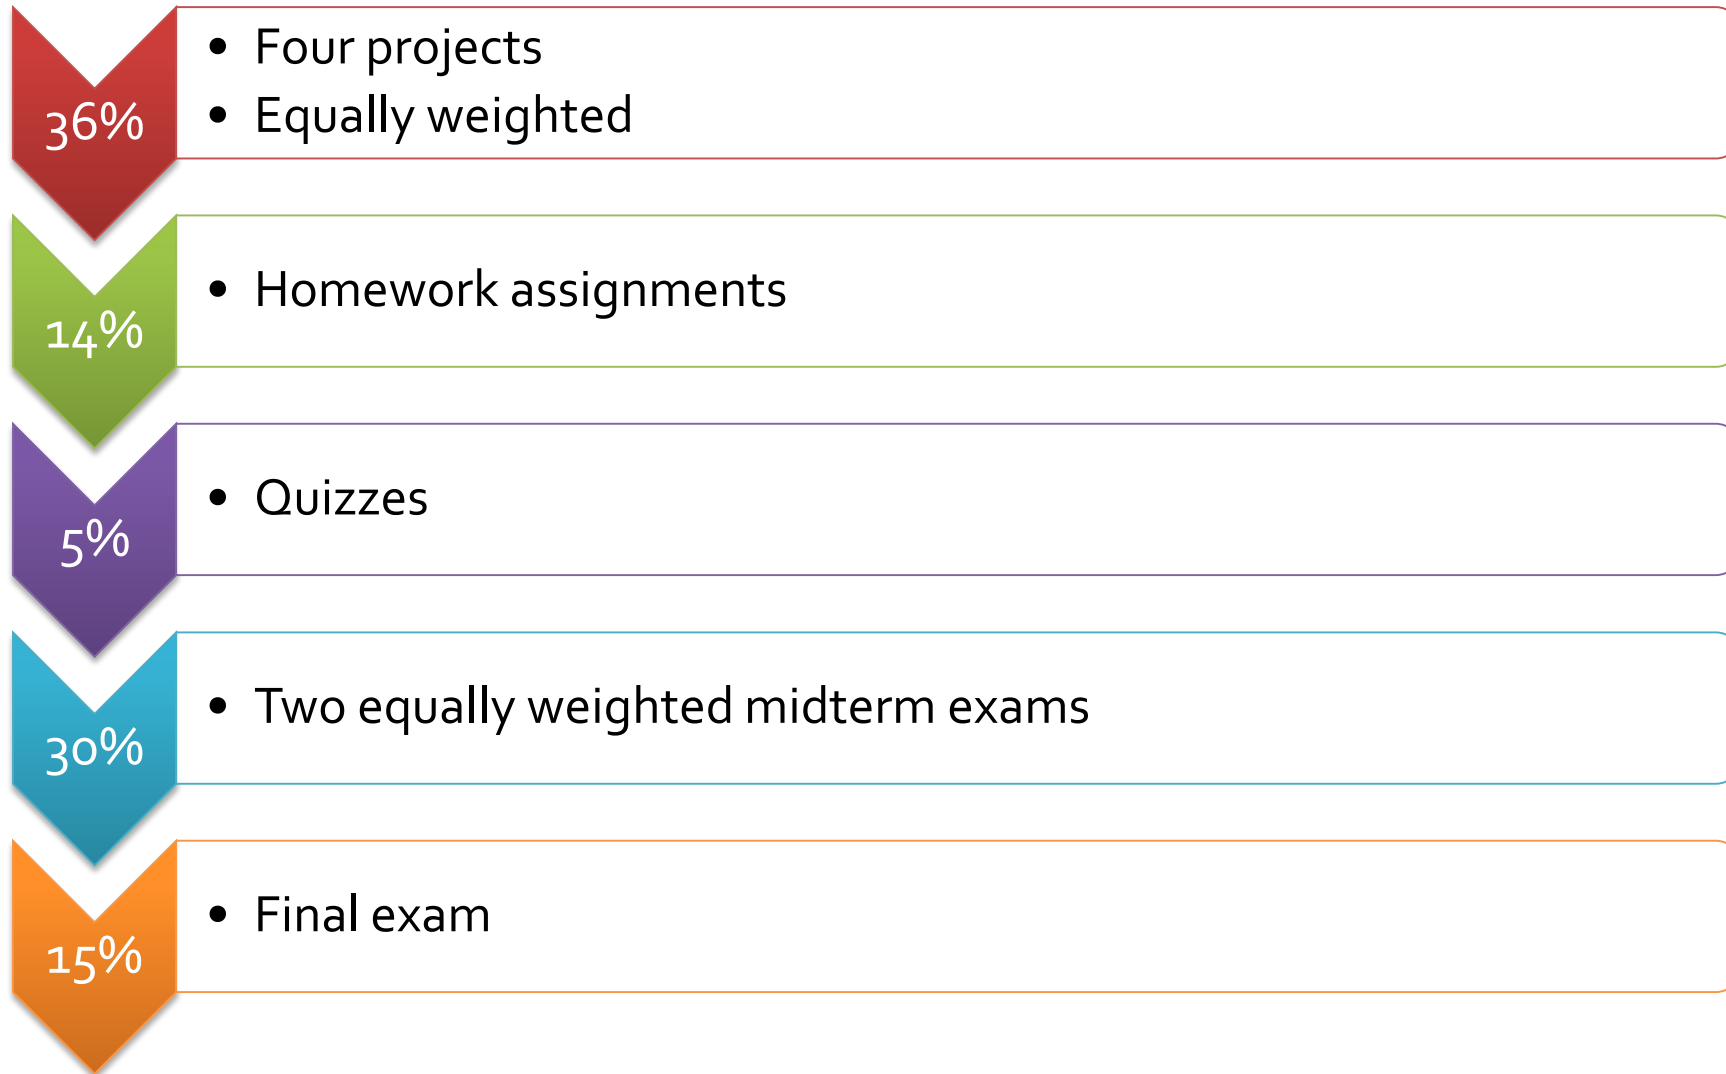 36%
• Four projects
• Equally weighted
14%
• Homework assignments
5%
• Quizzes
30%
• Two equally weighted midterm exams
15%
• Final exam